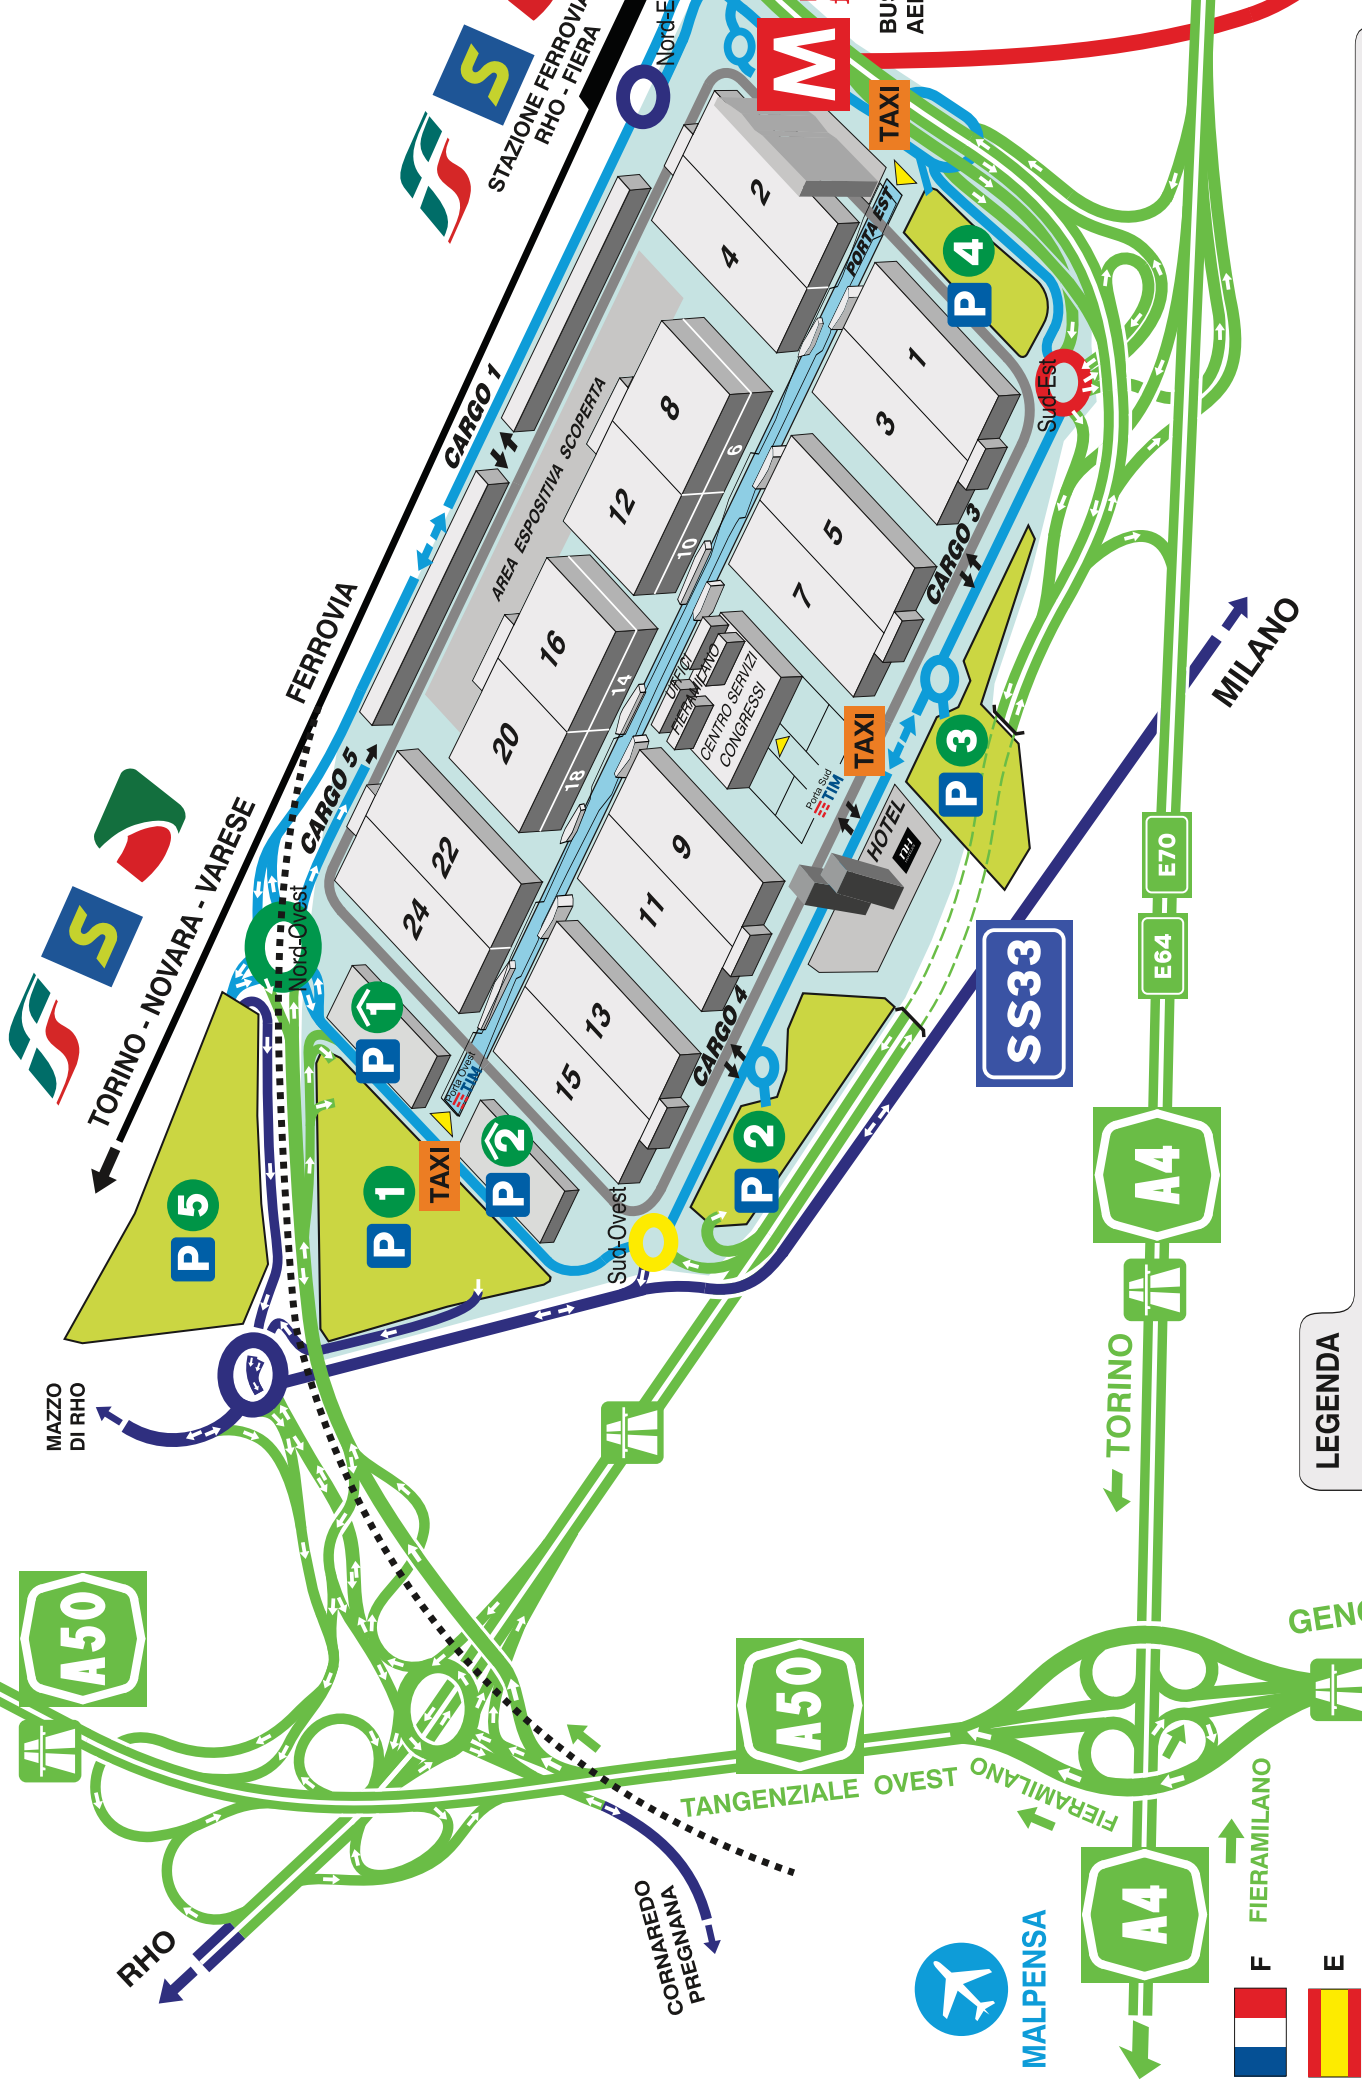 STAZIONE FERROVIA
RHO - FIERA
Nord-E
M
BUS
AE
TAXI
S
FERROVIA
TORINO - NOVARA - VARESE
S
CARGO 1
CARGO 5
AREA ESPOSITIVA SCOPERTA
Nord-Ovest
2
4
PORTA EST
P 4
1
3
Sud-Est
8
12
6
10
5
7
CARGO 3
16
20
14
18
UFFICI
FIERAMILANO
CENTRO SERVIZI
CONGRESSI
Porta Sud
TIM
TAXI
P 3
HOTEL
nH
22
24
9
11
13
15
CARGO 4
P 1
Porta Ovest
TIM
TAXI
P 2
P 1
P 5
P 2
Sud-Ovest
MILANO
SS33
E70
E64
A4
TORINO
MAZZO
DI RHO
A50
A50
TANGENZIALE OVEST
FIERAMILANO
FIERAMILANO
A4
RHO
CORNAREDO
PREGNANA
MALPENSA
LEGENDA
F
E